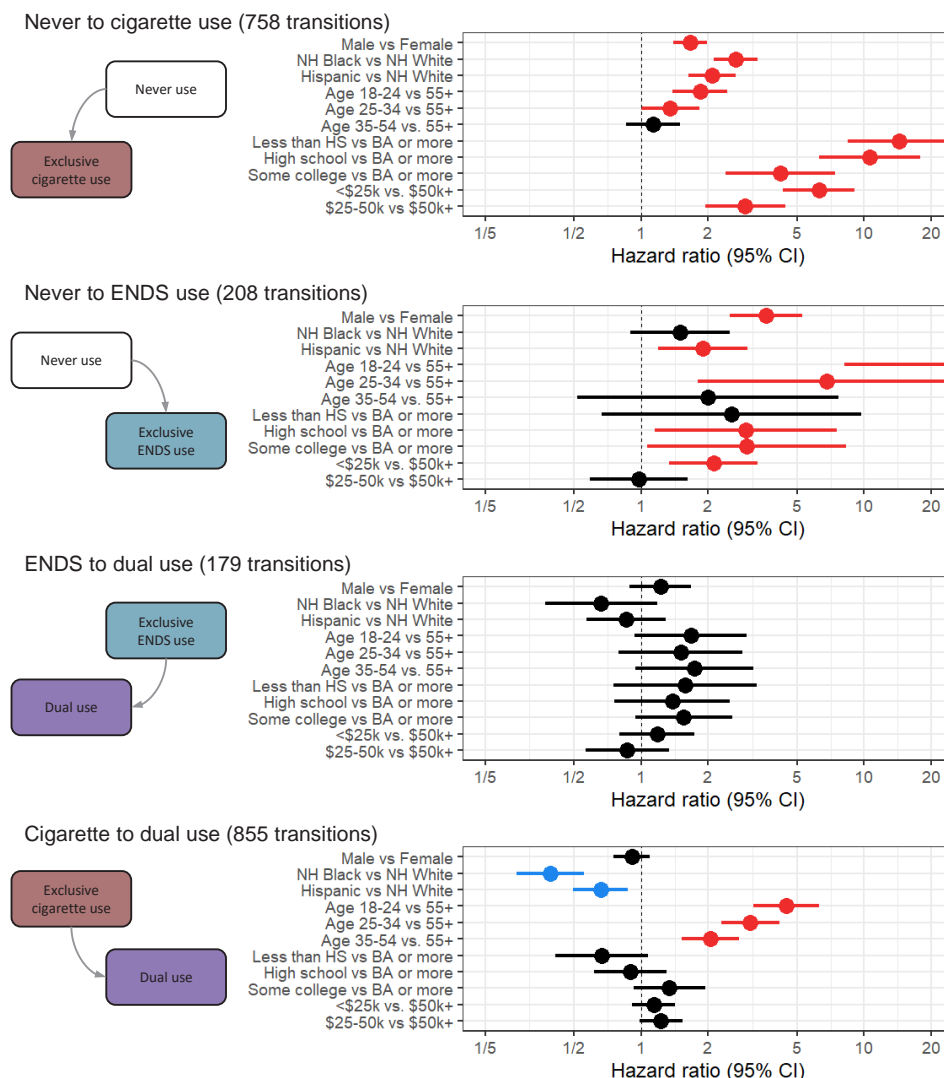 Never to cigarette use (758 transitions)
Never use
Exclusive
cigarette use
Male vs Female
NH Black vs NH White
Hispanic vs NH White
Age 18-24 vs 55+
Age 25-34 vs 55+
Age 35-54 vs. 55+
Less than HS vs BA or more
High school vs BA or more
Some college vs BA or more
<$25k vs. $50k+
$25-50k vs $50k+
1/5 1/2 1 2 5 10 20
Hazard ratio (95% CI)
Never to ENDS use (208 transitions)
Never use
Exclusive
ENDS use
Male vs Female
NH Black vs NH White
Hispanic vs NH White
Age 18-24 vs 55+
Age 25-34 vs 55+
Age 35-54 vs. 55+
Less than HS vs BA or more
High school vs BA or more
Some college vs BA or more
<$25k vs. $50k+
$25-50k vs $50k+
1/5 1/2 1 2 5 10 20
Hazard ratio (95% CI)
ENDS to dual use (179 transitions)
Exclusive
ENDS use
Dual use
Male vs Female
NH Black vs NH White
Hispanic vs NH White
Age 18-24 vs 55+
Age 25-34 vs 55+
Age 35-54 vs. 55+
Less than HS vs BA or more
High school vs BA or more
Some college vs BA or more
<$25k vs. $50k+
$25-50k vs $50k+
1/5 1/2 1 2 5 10 20
Hazard ratio (95% CI)
Cigarette to dual use (855 transitions)
Exclusive
cigarette use
Dual use
Male vs Female
NH Black vs NH White
Hispanic vs NH White
Age 18-24 vs 55+
Age 25-34 vs 55+
Age 35-54 vs. 55+
Less than HS vs BA or more
High school vs BA or more
Some college vs BA or more
<$25k vs. $50k+
$25-50k vs $50k+
1/5 1/2 1 2 5 10 20
Hazard ratio (95% CI)